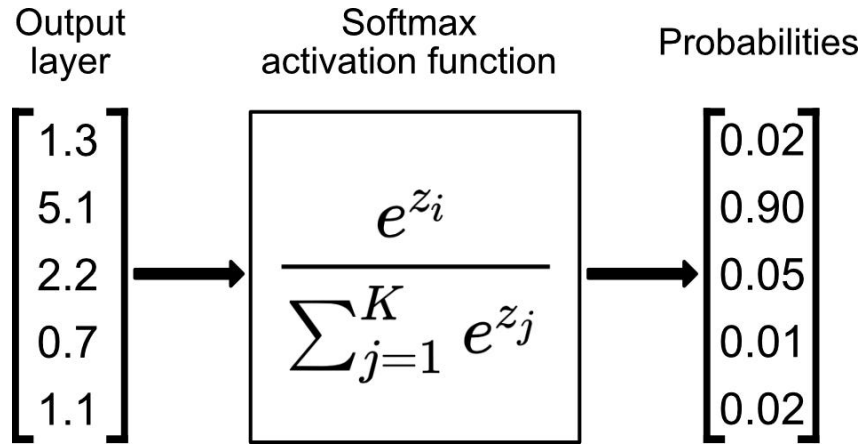 Output
layer
Softmax
activation function
Probabilities
1.3
5.1
2.2
0.7
1.1
e^{z_i}
∑_{j=1}^{K} e^{z_j}
0.02
0.90
0.05
0.01
0.02